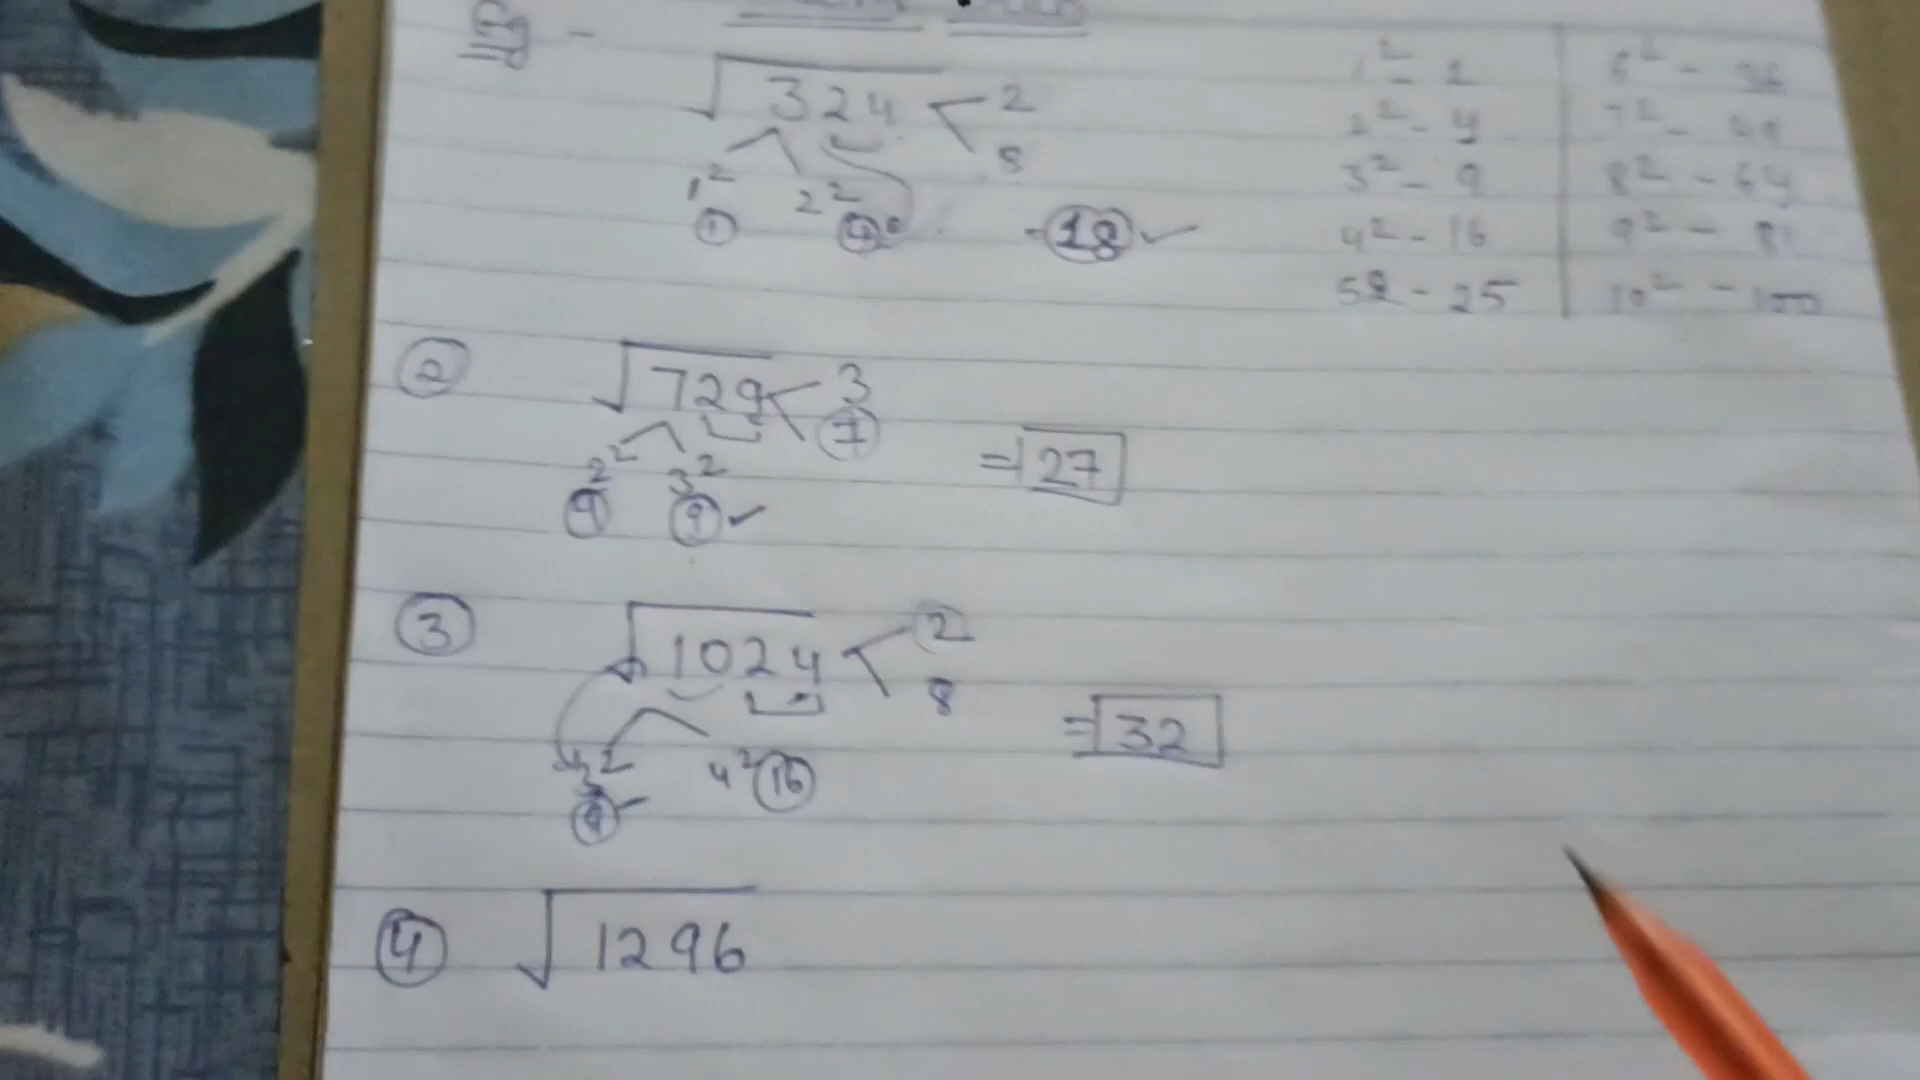 Eg -
√324 < 2
8
1² 2²
1 4
- 18 ✓
1² - 1
2² - 4
3² - 9
4² - 16
5² - 25
6² - 36
7² - 49
8² - 64
9² - 81
10² - 100
2 √729 < 3
7
2² 3²
4 9 ✓
= 27
3 √1024 < 2
8
3² 4² 16
9
= 32
4 √1296